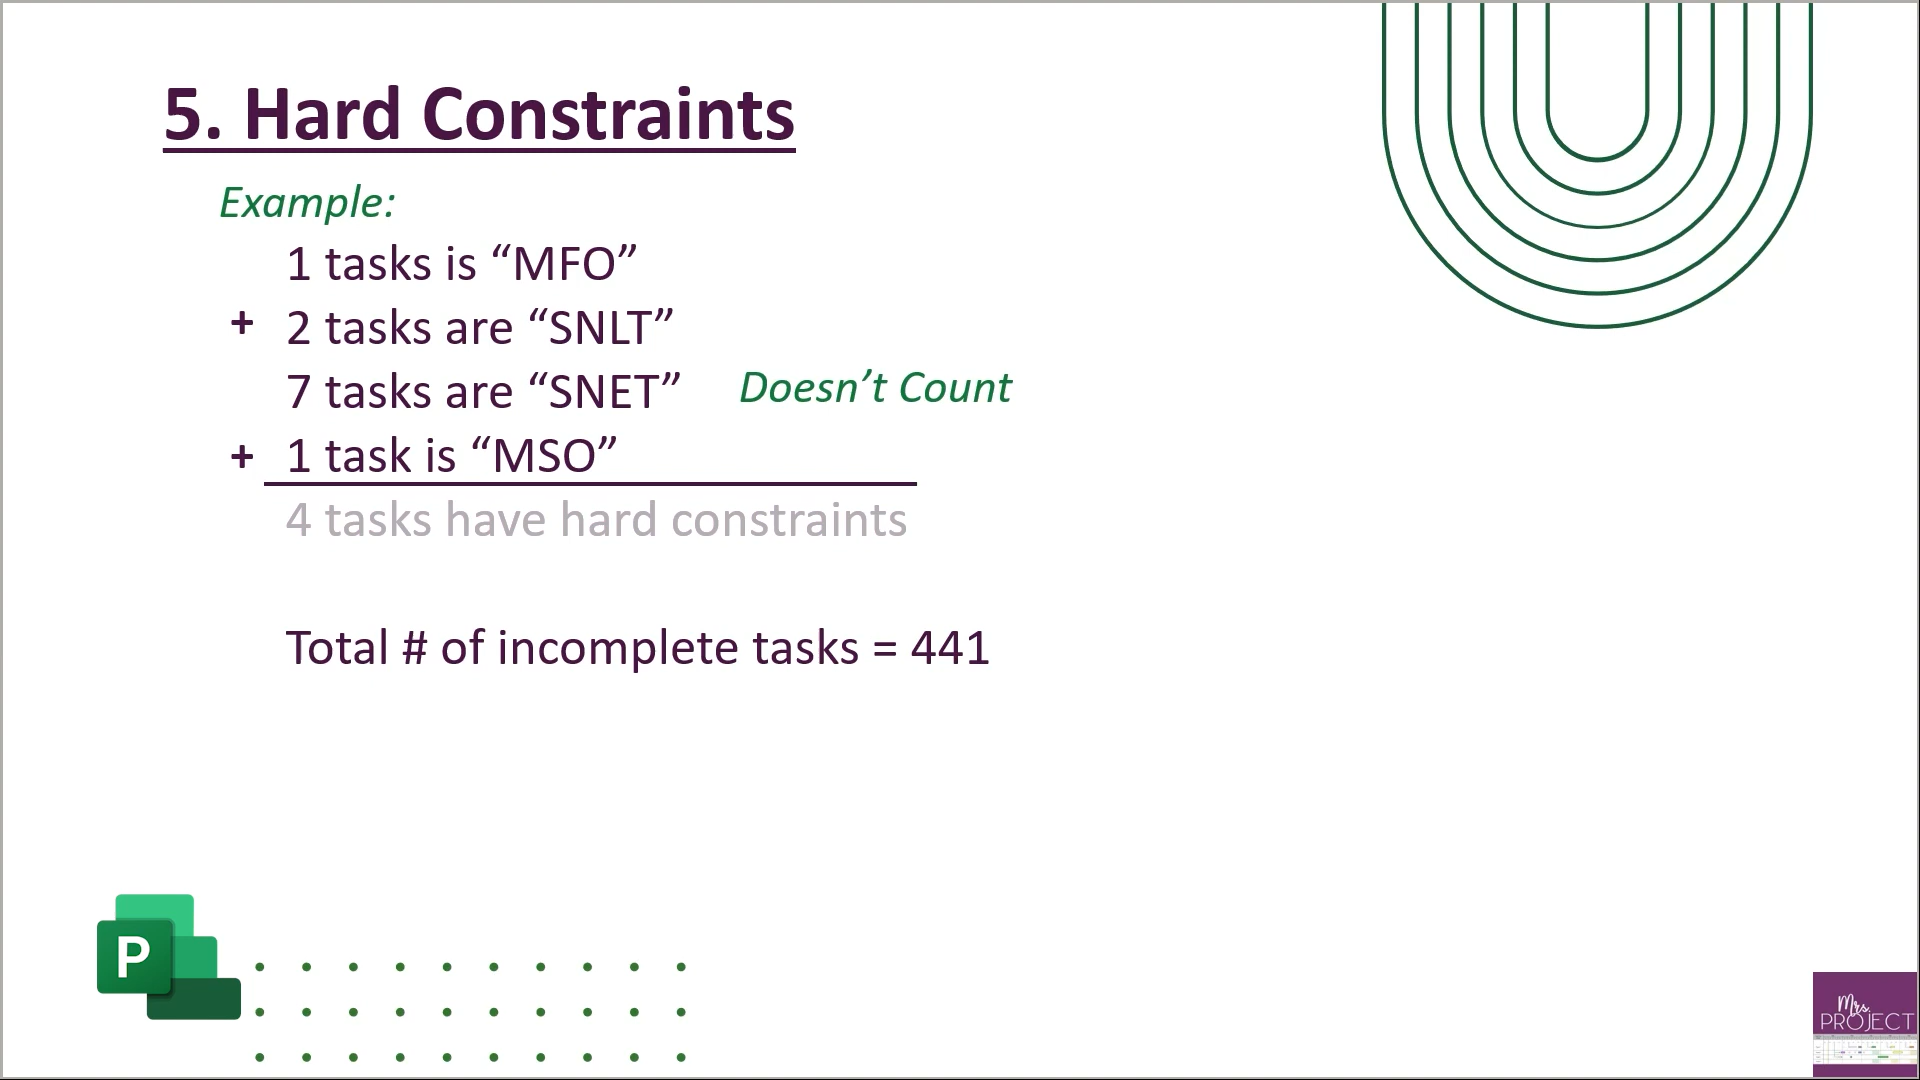 5. Hard Constraints
Example:
1 tasks is “MFO”
+ 2 tasks are “SNLT”
7 tasks are “SNET” Doesn’t Count
+ 1 task is “MSO”
4 tasks have hard constraints
Total # of incomplete tasks = 441
P
Mrs.
PROJECT